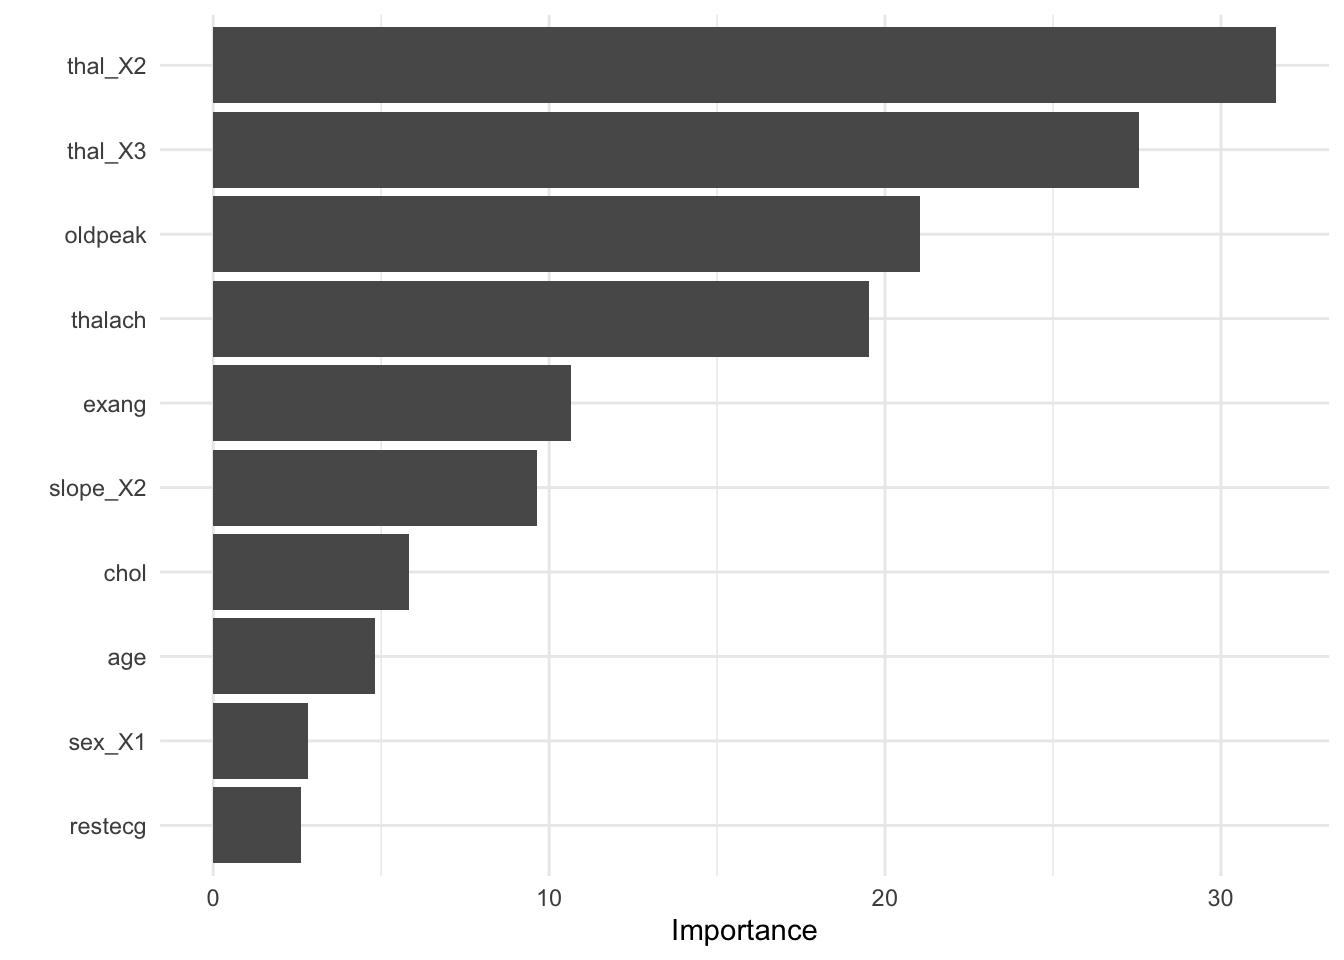 thal_X2
thal_X3
oldpeak
thalach
exang
slope_X2
chol
age
sex_X1
restecg
0 10 20 30
Importance